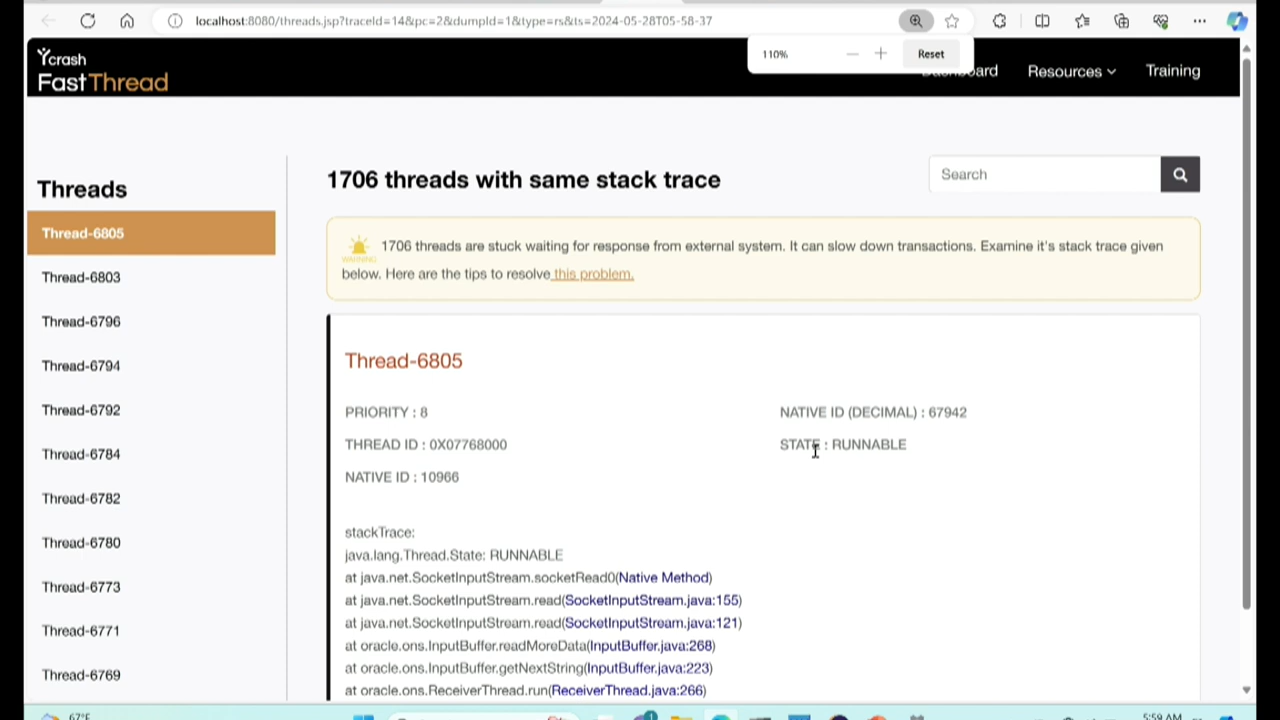 localhost:8080/threads.jsp?traceId=14&pc=2&dumpId=1&type=rs&ts=2024-05-28T05-58-37
110%
Reset
Ycrash
FastThread
Dashboard
Resources
Training
Threads
Thread-6805
Thread-6803
Thread-6796
Thread-6794
Thread-6792
Thread-6784
Thread-6782
Thread-6780
Thread-6773
Thread-6771
Thread-6769
1706 threads with same stack trace
Search
WARNING
1706 threads are stuck waiting for response from external system. It can slow down transactions. Examine it's stack trace given
below. Here are the tips to resolve this problem.
Thread-6805
PRIORITY : 8
NATIVE ID (DECIMAL) : 67942
THREAD ID : 0X07768000
STATE : RUNNABLE
NATIVE ID : 10966
stackTrace:
java.lang.Thread.State: RUNNABLE
at java.net.SocketInputStream.socketRead0(Native Method)
at java.net.SocketInputStream.read(SocketInputStream.java:155)
at java.net.SocketInputStream.read(SocketInputStream.java:121)
at oracle.ons.InputBuffer.readMoreData(InputBuffer.java:268)
at oracle.ons.InputBuffer.getNextString(InputBuffer.java:223)
at oracle.ons.ReceiverThread.run(ReceiverThread.java:266)
67°F
5:59 AM